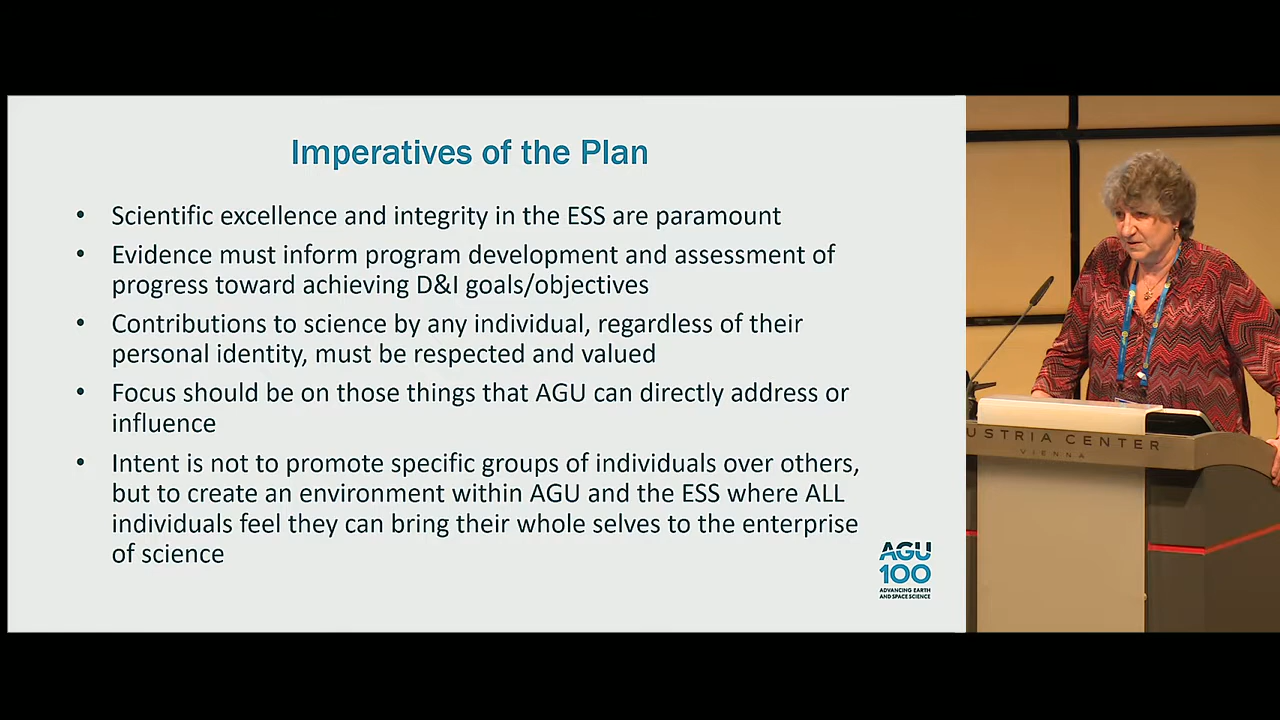 Imperatives of the Plan
• Scientific excellence and integrity in the ESS are paramount
• Evidence must inform program development and assessment of
progress toward achieving D&I goals/objectives
• Contributions to science by any individual, regardless of their
personal identity, must be respected and valued
• Focus should be on those things that AGU can directly address or
influence
• Intent is not to promote specific groups of individuals over others,
but to create an environment within AGU and the ESS where ALL
individuals feel they can bring their whole selves to the enterprise
of science
AGU
100
ADVANCING EARTH
AND SPACE SCIENCE
USTRIA CENTER
VIENNA